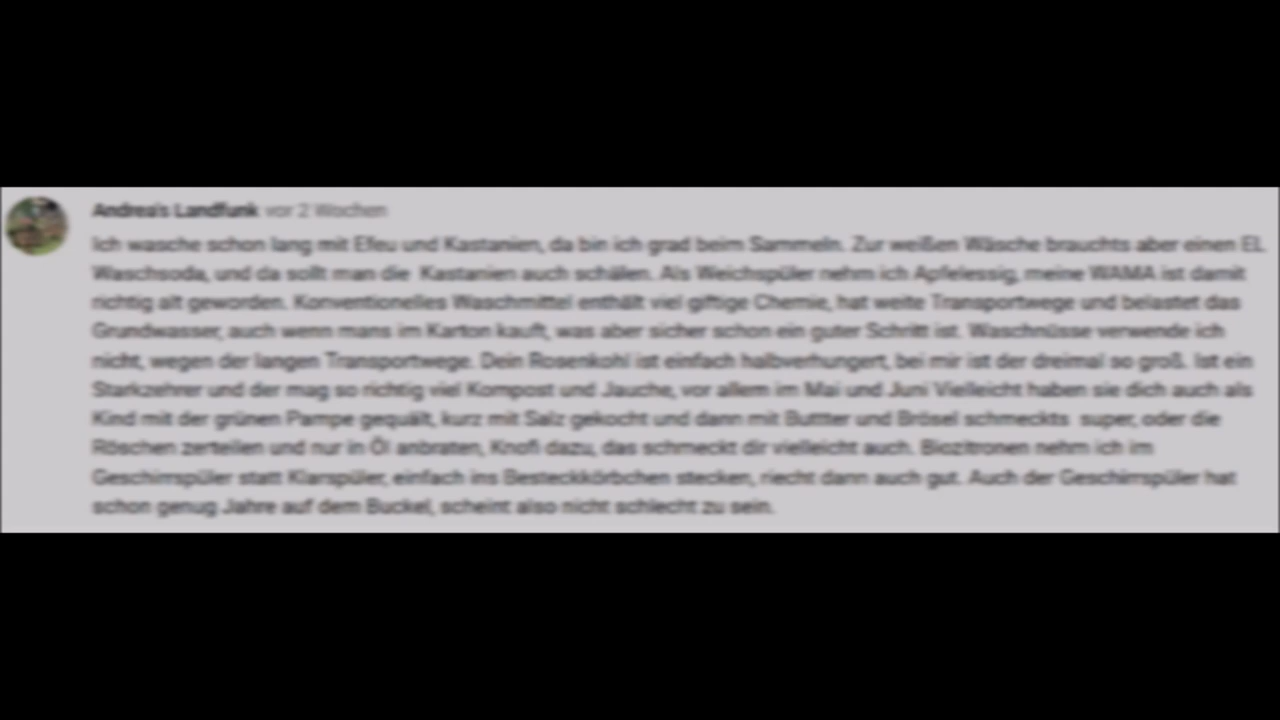 Andrea's Landfunk vor 2 Wochen
Ich wasche schon lang mit Efeu und Kastanien, da bin ich grad beim Sammeln. Zur weißen Wäsche brauchts aber einen EL
Waschsoda, und da sollt man die Kastanien auch schälen. Als Weichspüler nehm ich Apfelessig, meine WAMA ist damit
richtig alt geworden. Konventionelles Waschmittel enthält viel giftige Chemie, hat weite Transportwege und belastet das
Grundwasser, auch wenn mans im Karton kauft, was aber sicher schon ein guter Schritt ist. Waschnüsse verwende ich
nicht, wegen der langen Transportwege. Dein Rosenkohl ist einfach halbverhungert, bei mir ist der dreimal so groß. Ist ein
Starkzehrer und der mag so richtig viel Kompost und Jauche, vor allem im Mai und Juni Vielleicht haben sie dich auch als
Kind mit der grünen Pampe gequält, kurz mit Salz gekocht und dann mit Buttter und Brösel schmeckts super, oder die
Röschen zerteilen und nur in Öl anbraten, Knofi dazu, das schmeckt dir vielleicht auch. Biozitronen nehm ich im
Geschirrspüler statt Klarspüler, einfach ins Besteckkörbchen stecken, riecht dann auch gut. Auch der Geschirrspüler hat
schon genug Jahre auf dem Buckel, scheint also nicht schlecht zu sein.